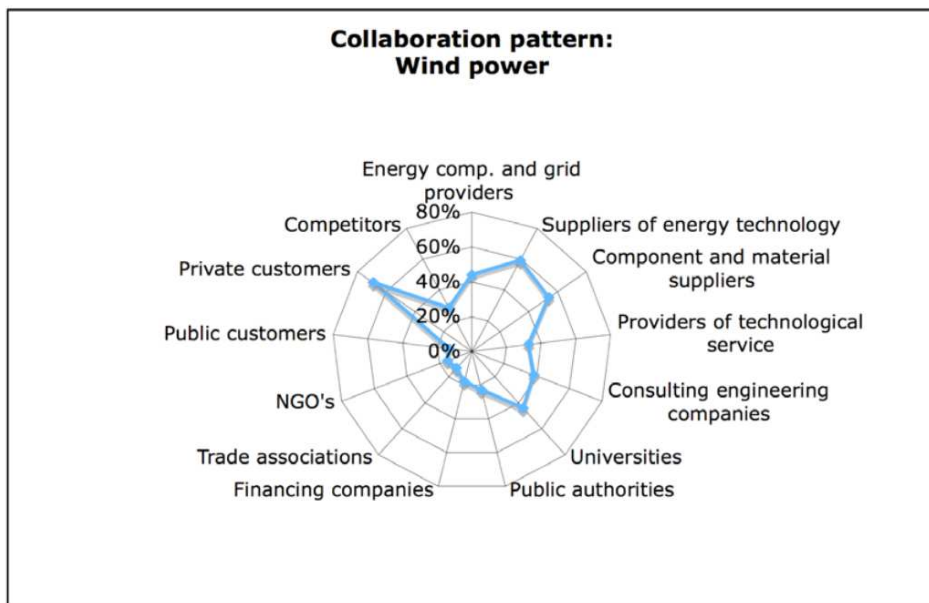 Collaboration pattern:
Wind power
Energy comp. and grid
providers
80%
Suppliers of energy technology
Competitors
60%
Component and material
suppliers
Private customers
40%
Providers of technological
service
Public customers
20%
0%
Consulting engineering
companies
NGO's
Trade associations
Universities
Financing companies
Public authorities